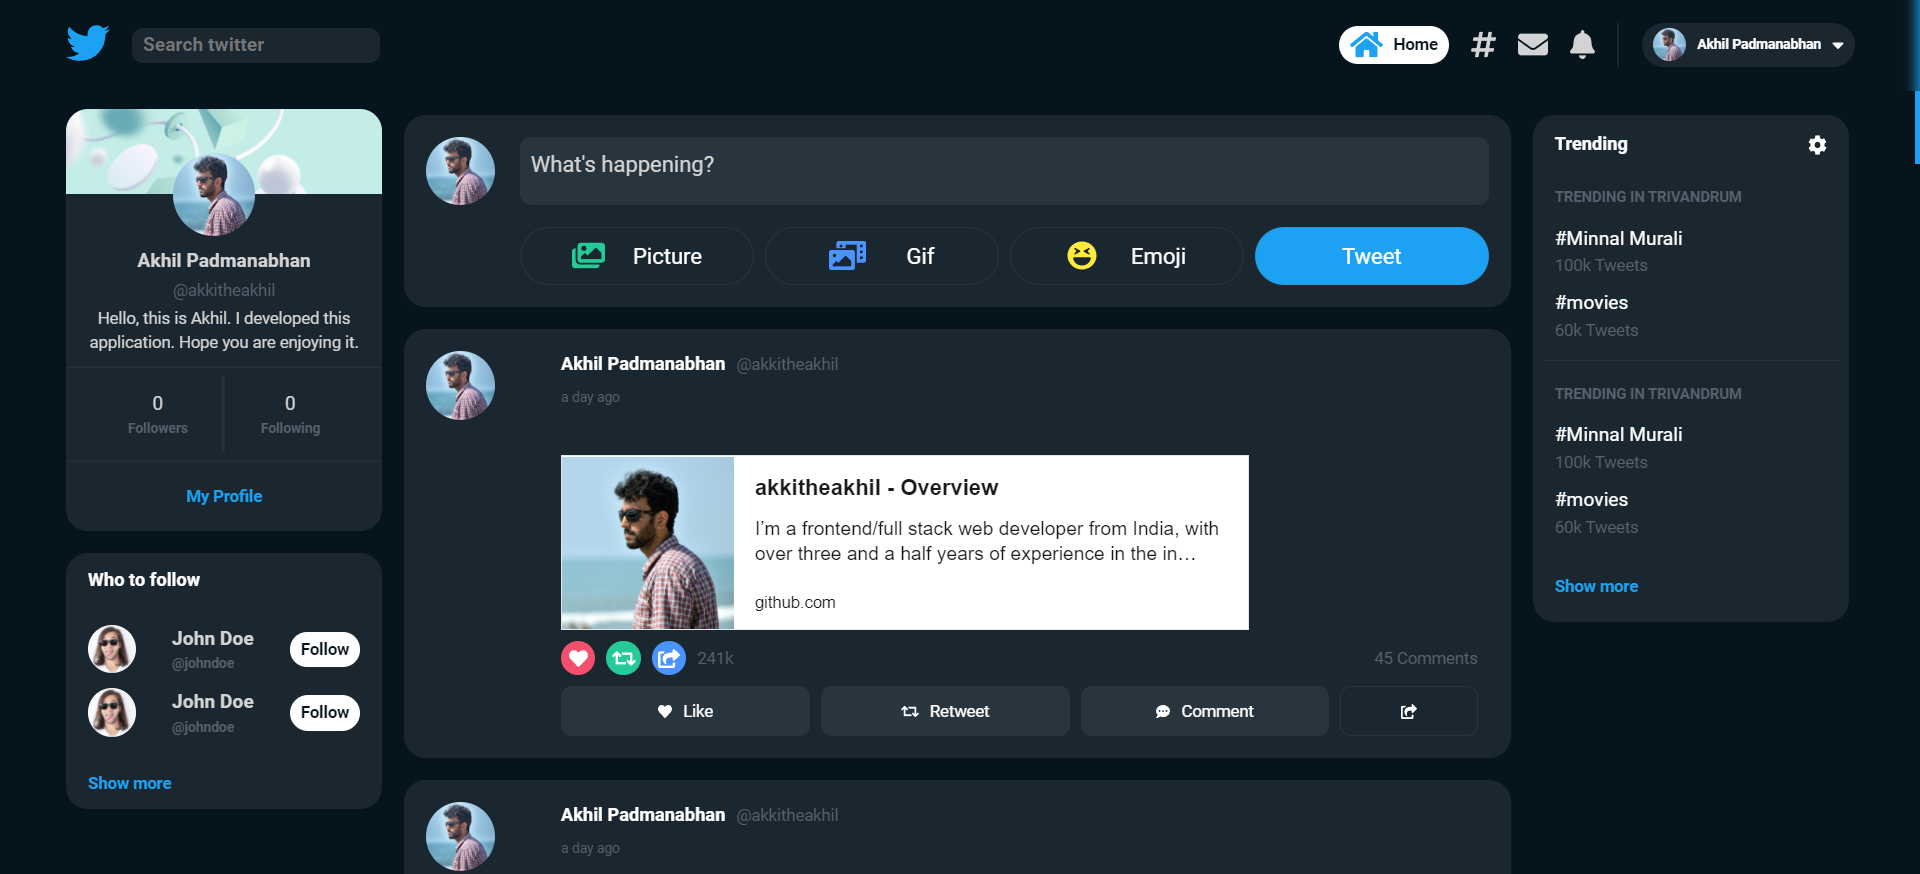 Search twitter
Home
Akhil Padmanabhan
Akhil Padmanabhan
@akkitheakhil
Hello, this is Akhil. I developed this
application. Hope you are enjoying it.
0
Followers
0
Following
My Profile
Who to follow
John Doe
@johndoe
Follow
John Doe
@johndoe
Follow
Show more
What's happening?
Picture
Gif
Emoji
Tweet
Akhil Padmanabhan @akkitheakhil
a day ago
akkitheakhil - Overview
I'm a frontend/full stack web developer from India, with
over three and a half years of experience in the in...
github.com
241k
45 Comments
Like
Retweet
Comment
Akhil Padmanabhan @akkitheakhil
a day ago
Trending
TRENDING IN TRIVANDRUM
#Minnal Murali
100k Tweets
#movies
60k Tweets
TRENDING IN TRIVANDRUM
#Minnal Murali
100k Tweets
#movies
60k Tweets
Show more